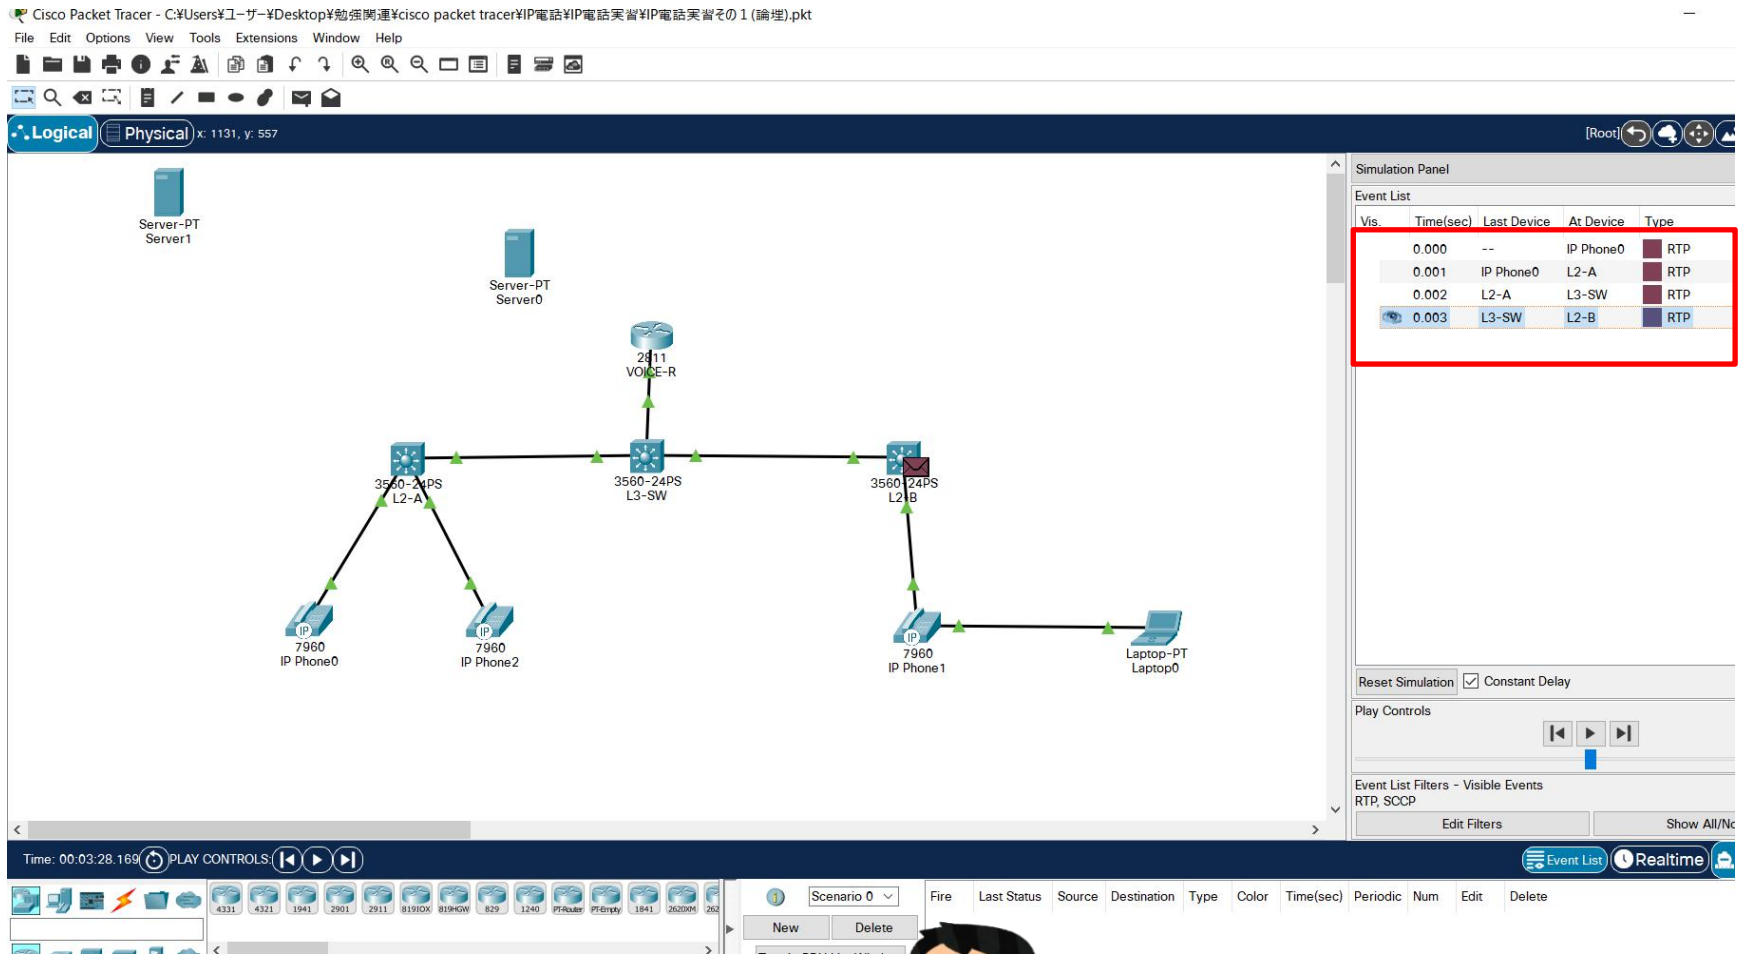 Cisco Packet Tracer - C:¥Users¥ユーザー¥Desktop¥勉強関連¥cisco packet tracer¥IP電話¥IP電話実習¥IP電話実習その１(論理).pkt
File Edit Options View Tools Extensions Window Help
Logical Physical x: 1131, y: 557 [Root]
Server-PT
Server1
Server-PT
Server0
2811
VOICE-R
3560-24PS
L2-A
3560-24PS
L3-SW
3560-24PS
L2-B
IP
7960
IP Phone0
IP
7960
IP Phone2
IP
7960
IP Phone1
Laptop-PT
Laptop0
Simulation Panel
Event List
Vis. Time(sec) Last Device At Device Type
0.000 -- IP Phone0 RTP
0.001 IP Phone0 L2-A RTP
0.002 L2-A L3-SW RTP
0.003 L3-SW L2-B RTP
Reset Simulation Constant Delay
Play Controls
Event List Filters - Visible Events
RTP, SCCP
Edit Filters Show All/No
Time: 00:03:28.169 PLAY CONTROLS: Event List Realtime
4331 4321 1941 2901 2911 819IOX 819HGW 829 1240 PT-Router PT-Empty 1841 2620XM 262
Scenario 0 Fire Last Status Source Destination Type Color Time(sec) Periodic Num Edit Delete
New Delete